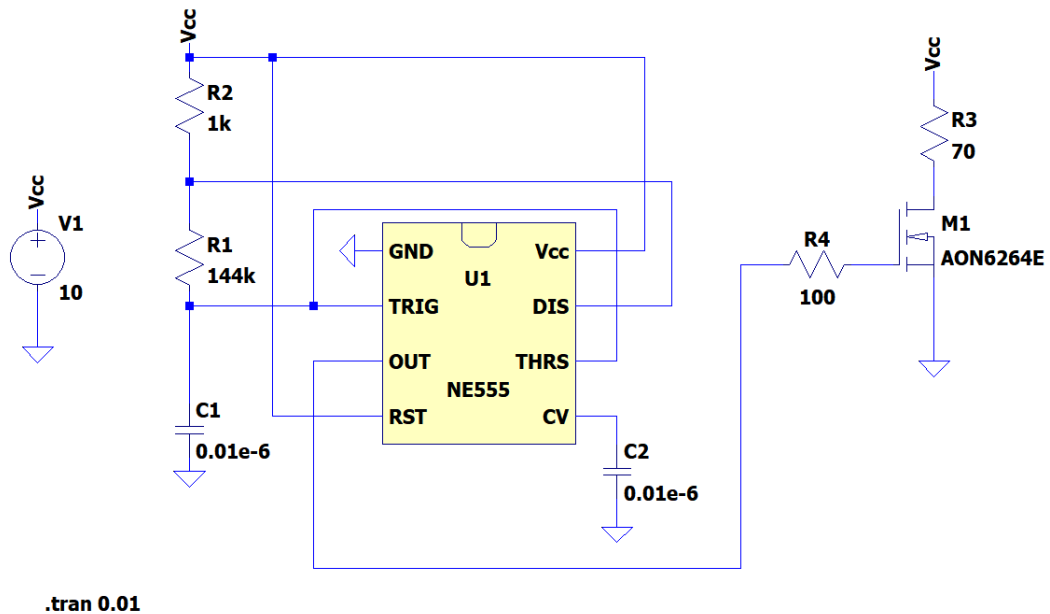 Vcc
R2
1k
Vcc
V1
10
R1
144k
C1
0.01e-6
GND
TRIG
OUT
RST
U1
NE555
Vcc
DIS
THRS
CV
C2
0.01e-6
R4
100
Vcc
R3
70
M1
AON6264E
.tran 0.01